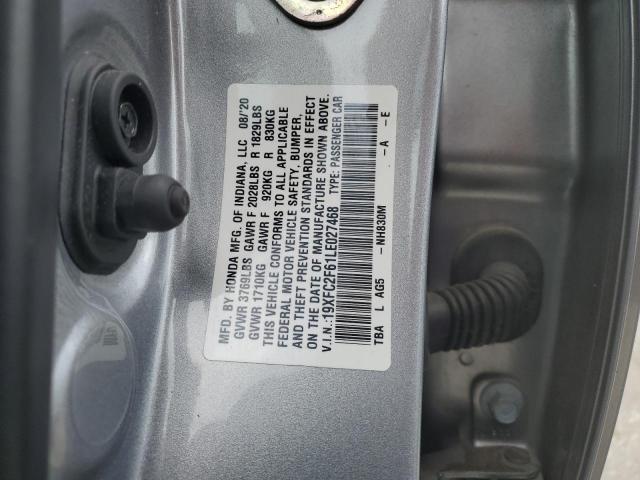 MFD. BY HONDA MFG. OF INDIANA, LLC 08/'20
GVWR 3769LBS GAWR F 2028LBS R 1829LBS
GVWR 1710KG GAWR F 920KG R 830KG
THIS VEHICLE CONFORMS TO ALL APPLICABLE
FEDERAL MOTOR VEHICLE SAFETY, BUMPER,
AND THEFT PREVENTION STANDARDS IN EFFECT
ON THE DATE OF MANUFACTURE SHOWN ABOVE.
V.I.N.:19XFC2F61LE027468 TYPE: PASSENGER CAR
TBA L AG5 -NH830M -A -E